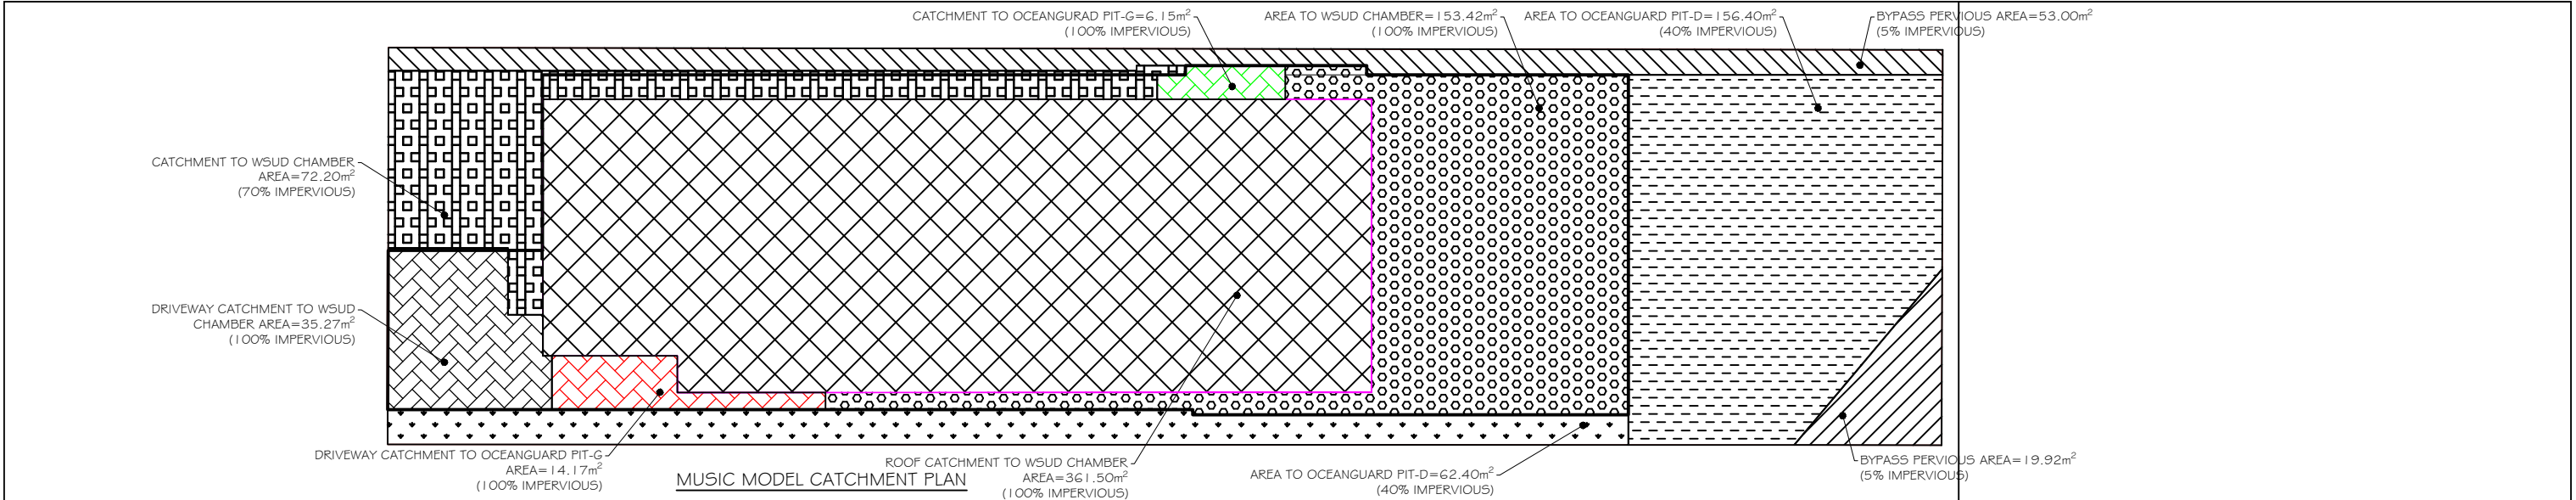 CATCHMENT TO OCEANGURAD PIT-G=6.15m²
(100% IMPERVIOUS)
AREA TO WSUD CHAMBER=153.42m²
(100% IMPERVIOUS)
AREA TO OCEANGUARD PIT-D=156.40m²
(40% IMPERVIOUS)
BYPASS PERVIOUS AREA=53.00m²
(5% IMPERVIOUS)
CATCHMENT TO WSUD CHAMBER
AREA=72.20m²
(70% IMPERVIOUS)
DRIVEWAY CATCHMENT TO WSUD
CHAMBER AREA=35.27m²
(100% IMPERVIOUS)
DRIVEWAY CATCHMENT TO OCEANGUARD PIT-G
AREA=14.17m²
(100% IMPERVIOUS)
MUSIC MODEL CATCHMENT PLAN
ROOF CATCHMENT TO WSUD CHAMBER
AREA=361.50m²
(100% IMPERVIOUS)
AREA TO OCEANGUARD PIT-D=62.40m²
(40% IMPERVIOUS)
BYPASS PERVIOUS AREA=19.92m²
(5% IMPERVIOUS)